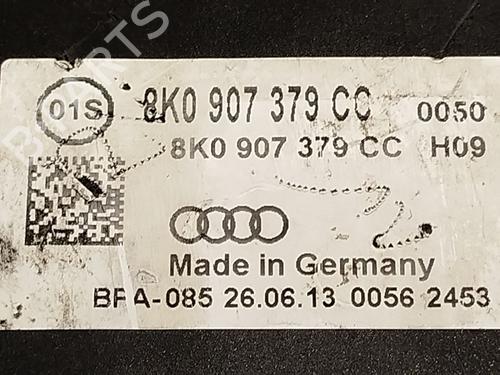 01S
8K0 907 379 CC 0050
8K0 907 379 CC H09
Made in Germany
BFA-085 26.06.13 0056 2453